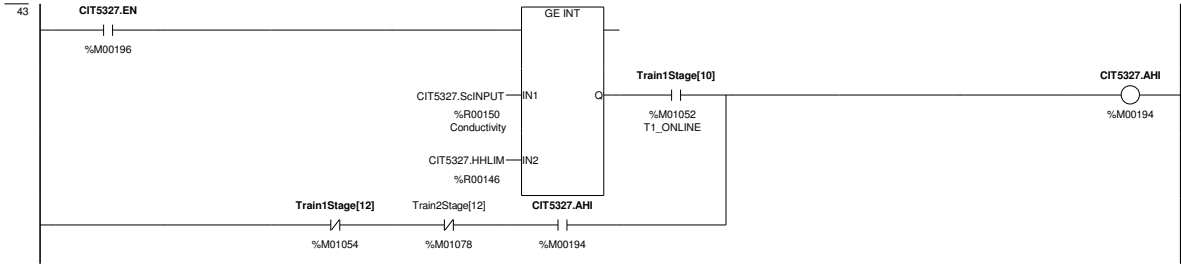 43
CIT5327.EN
GE INT
%M00196
Train1Stage[10]
CIT5327.AHI
CIT5327.ScINPUT
IN1
Q
%R00150
%M01052
%M00194
Conductivity
T1_ONLINE
CIT5327.HHLIM
IN2
%R00146
Train1Stage[12]
Train2Stage[12]
CIT5327.AHI
%M01054
%M01078
%M00194